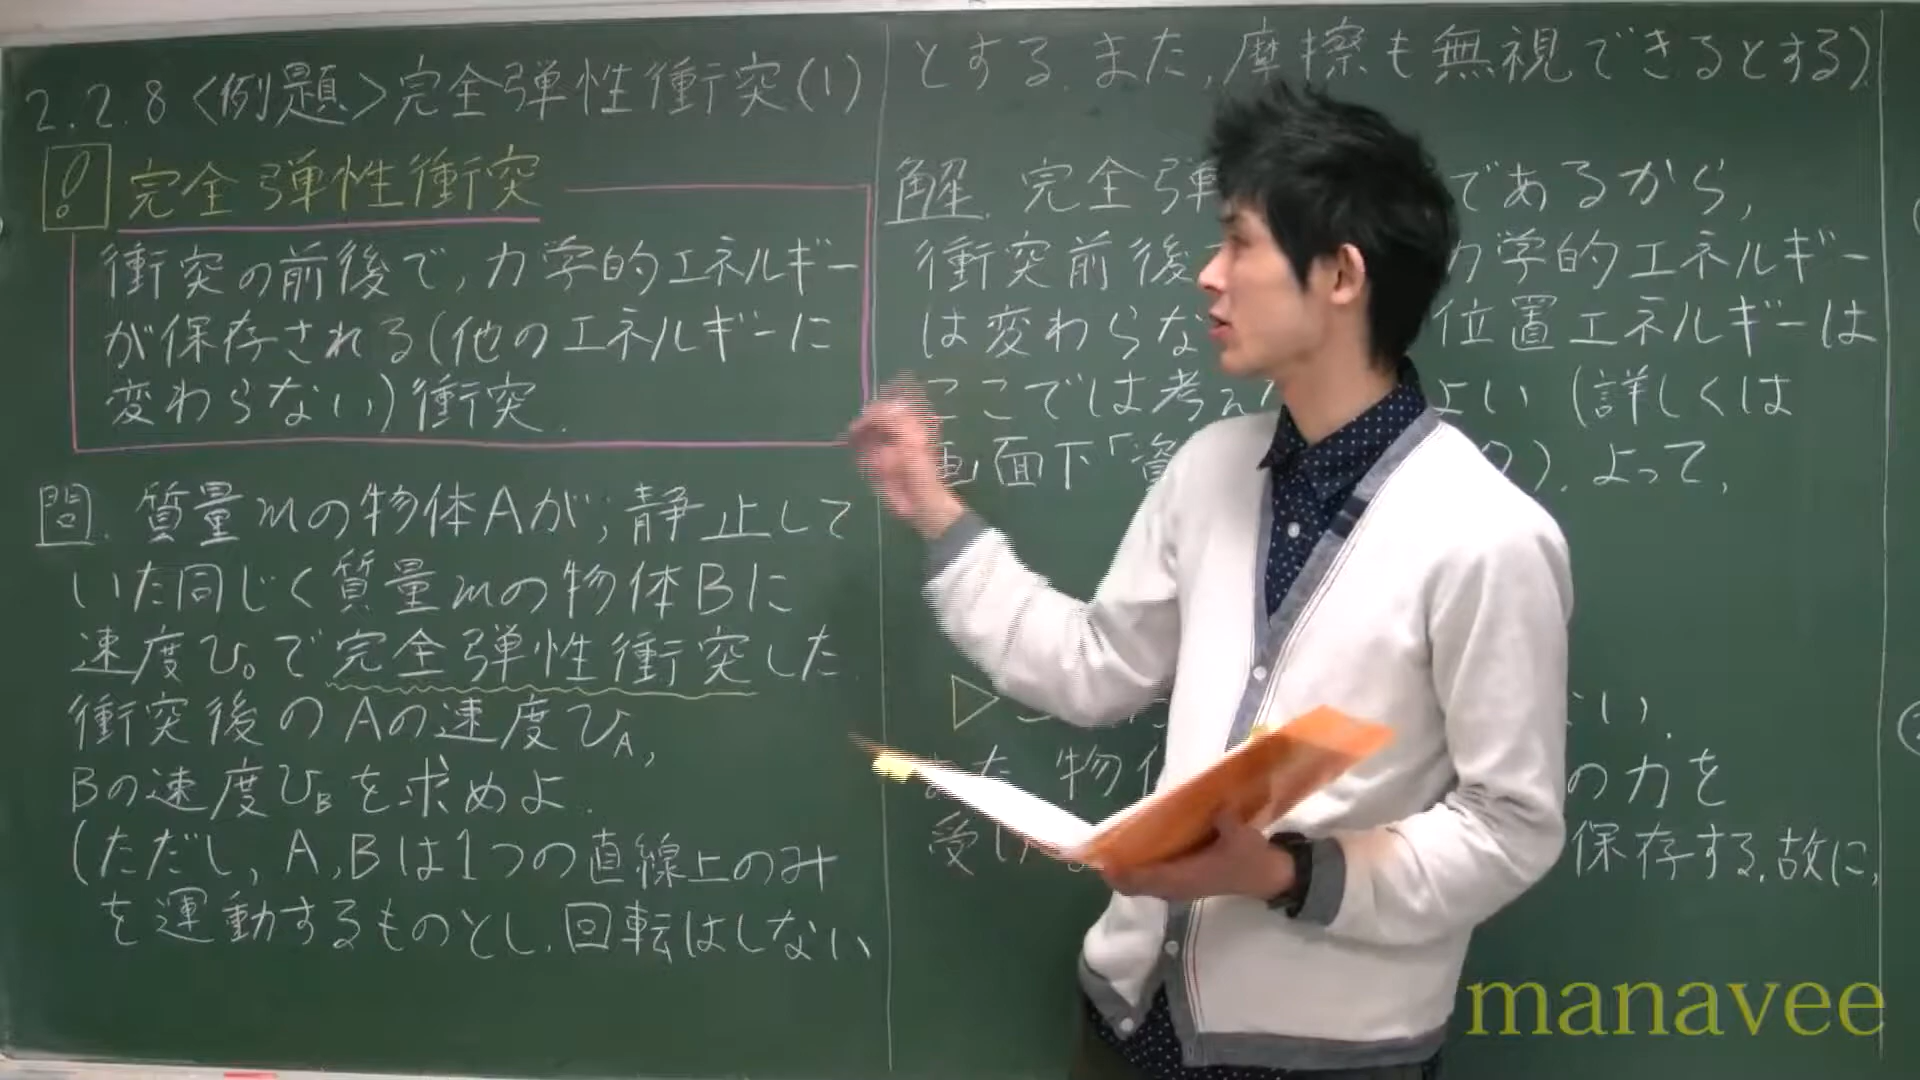 2.2.8 <例題> 完全弾性衝突(1)
! 完全弾性衝突
衝突の前後で,力学的エネルギー
が保存される(他のエネルギーに
変わらない)衝突.
問. 質量mの物体Aが,静止して
いた同じく質量mの物体Bに
速度v₀で完全弾性衝突した.
衝突後のAの速度v_A,
Bの速度v_Bを求めよ.
(ただし,A,Bは1つの直線上のみ
を運動するものとし,回転はしない
とする.また,摩擦も無視できるとする)
解. 完全弾 であるから,
衝突前後 力学的エネルギー
は変わらな 位置エネルギーは
ここでは考え よい(詳しくは
画面下「資 ).よって,
▷ ない.
物 の力を
受け 保存する.故に,
manavee